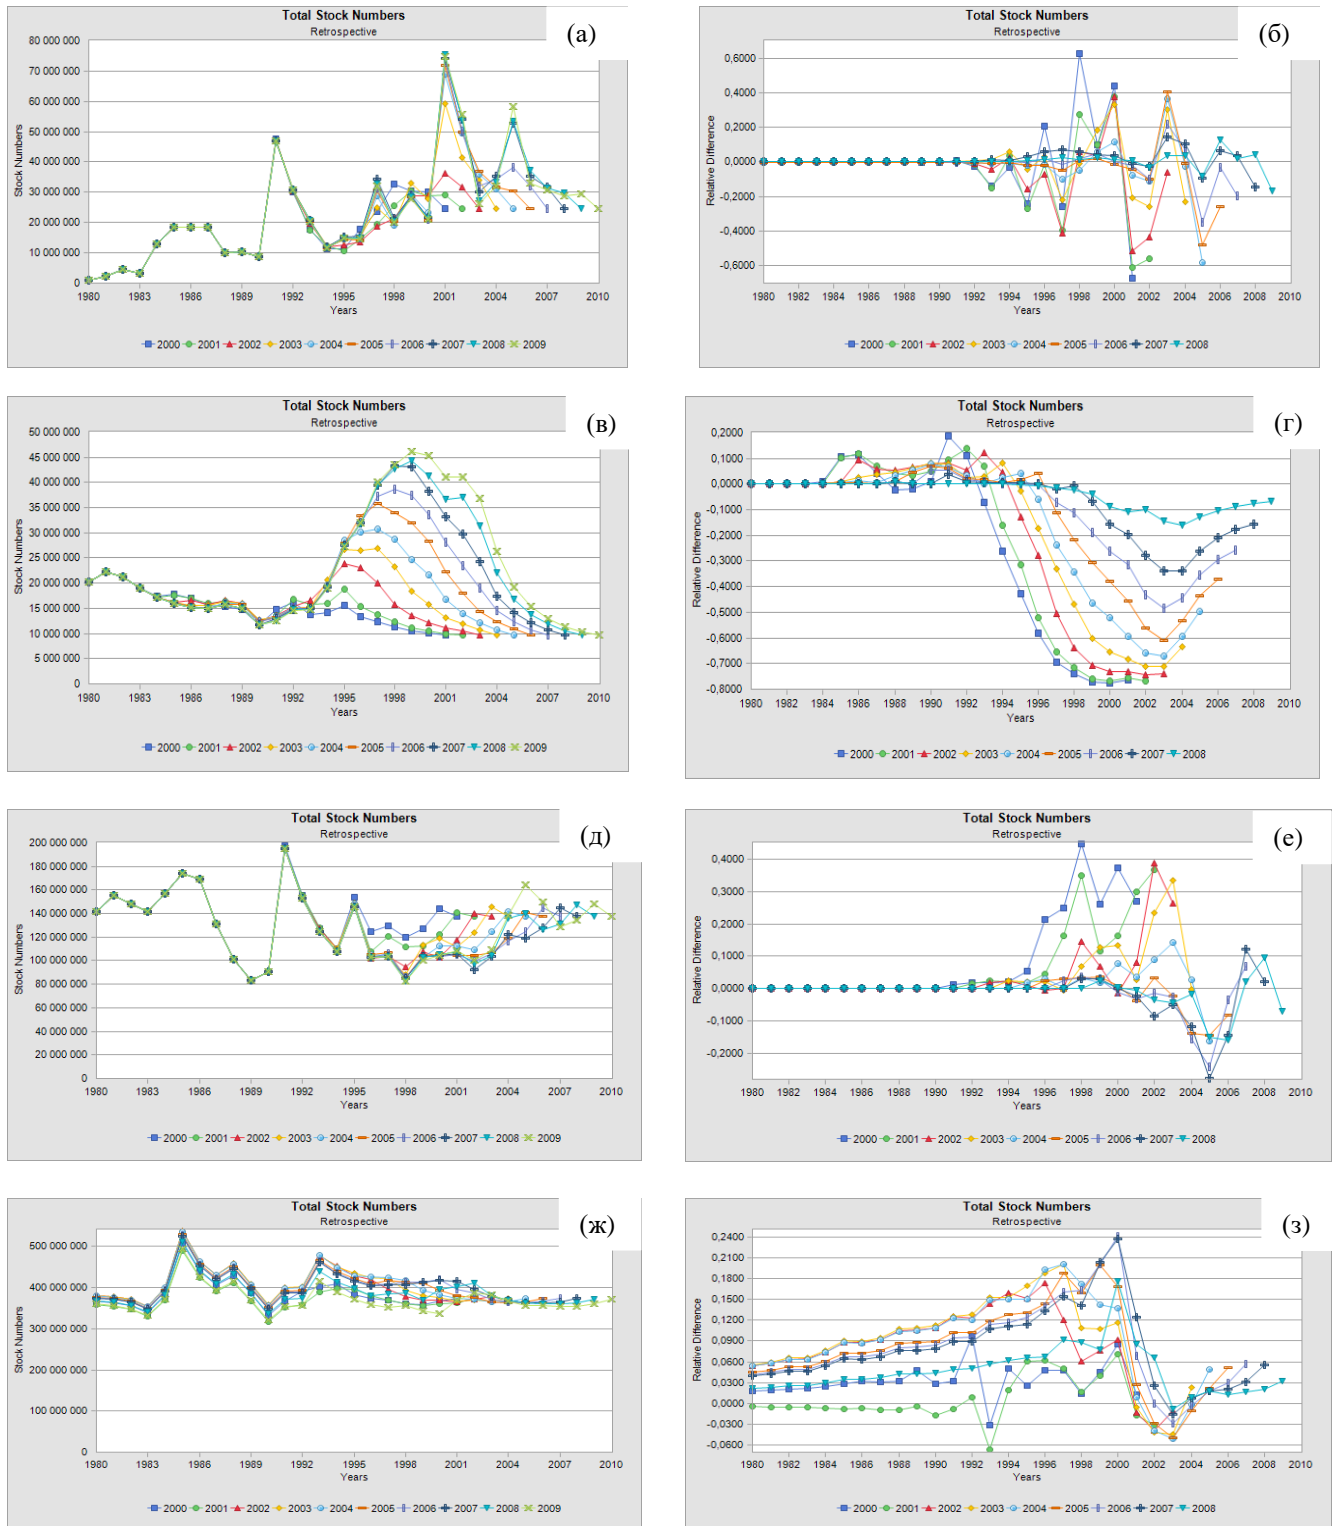 Total Stock Numbers
Retrospective
(а)
Stock Numbers
80 000 000
70 000 000
60 000 000
50 000 000
40 000 000
30 000 000
20 000 000
10 000 000
0
1980 1983 1986 1989 1992 1995 1998 2001 2004 2007 2010
Years
2000 2001 2002 2003 2004 2005 2006 2007 2008 2009
Total Stock Numbers
Retrospective
(б)
Relative Difference
0,6000
0,4000
0,2000
0,0000
-0,2000
-0,4000
-0,6000
1980 1982 1984 1986 1988 1990 1992 1994 1996 1998 2000 2002 2004 2006 2008 2010
Years
2000 2001 2002 2003 2004 2005 2006 2007 2008
Total Stock Numbers
Retrospective
(в)
Stock Numbers
50 000 000
45 000 000
40 000 000
35 000 000
30 000 000
25 000 000
20 000 000
15 000 000
10 000 000
5 000 000
0
1980 1983 1986 1989 1992 1995 1998 2001 2004 2007 2010
Years
2000 2001 2002 2003 2004 2005 2006 2007 2008 2009
Total Stock Numbers
Retrospective
(г)
Relative Difference
0,2000
0,1000
0,0000
-0,1000
-0,2000
-0,3000
-0,4000
-0,5000
-0,6000
-0,7000
-0,8000
1980 1982 1984 1986 1988 1990 1992 1994 1996 1998 2000 2002 2004 2006 2008 2010
Years
2000 2001 2002 2003 2004 2005 2006 2007 2008
Total Stock Numbers
Retrospective
(д)
Stock Numbers
200 000 000
180 000 000
160 000 000
140 000 000
120 000 000
100 000 000
80 000 000
60 000 000
40 000 000
20 000 000
0
1980 1983 1986 1989 1992 1995 1998 2001 2004 2007 2010
Years
2000 2001 2002 2003 2004 2005 2006 2007 2008 2009
Total Stock Numbers
Retrospective
(е)
Relative Difference
0,4000
0,3000
0,2000
0,1000
0,0000
-0,1000
-0,2000
1980 1982 1984 1986 1988 1990 1992 1994 1996 1998 2000 2002 2004 2006 2008 2010
Years
2000 2001 2002 2003 2004 2005 2006 2007 2008
Total Stock Numbers
Retrospective
(ж)
Stock Numbers
500 000 000
400 000 000
300 000 000
200 000 000
100 000 000
0
1980 1983 1986 1989 1992 1995 1998 2001 2004 2007 2010
Years
2000 2001 2002 2003 2004 2005 2006 2007 2008 2009
Total Stock Numbers
Retrospective
(з)
Relative Difference
0,2400
0,2100
0,1800
0,1500
0,1200
0,0900
0,0600
0,0300
0,0000
-0,0300
-0,0600
1980 1982 1984 1986 1988 1990 1992 1994 1996 1998 2000 2002 2004 2006 2008 2010
Years
2000 2001 2002 2003 2004 2005 2006 2007 2008